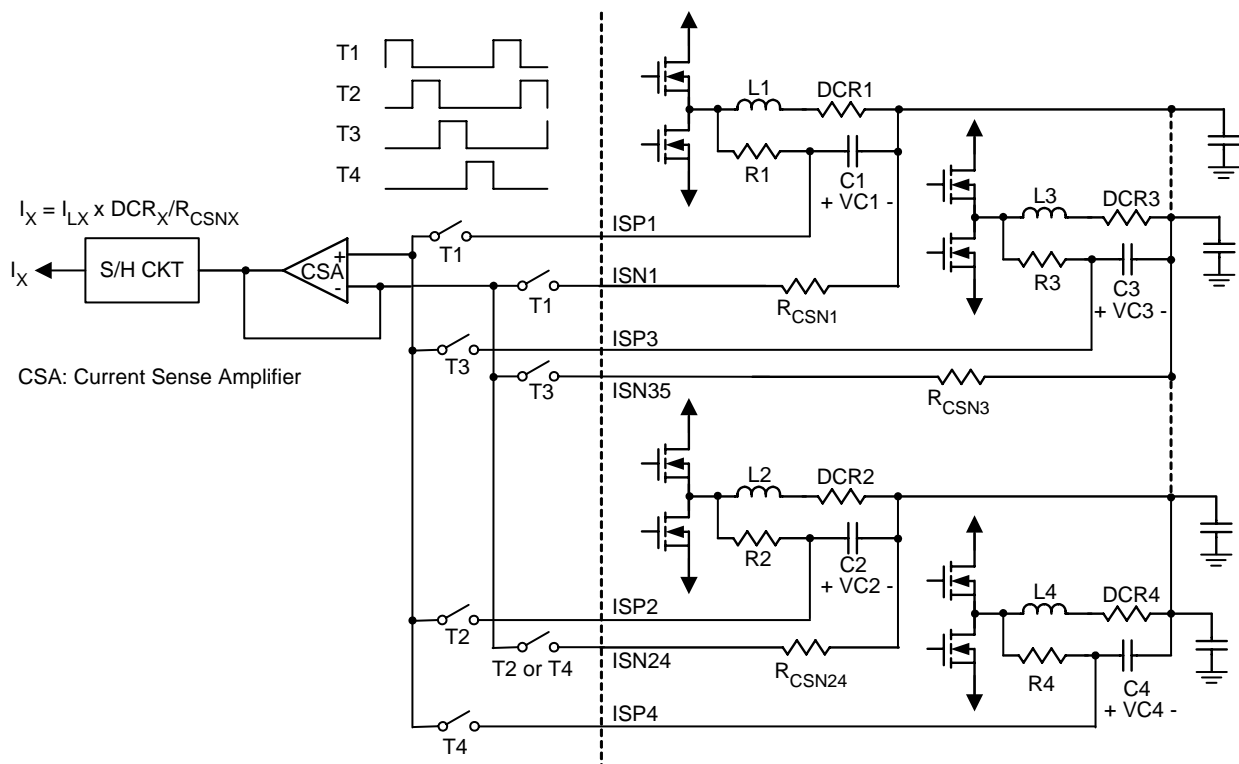 T1
T2
T3
T4
I_X = I_LX x DCR_X/R_CSNX
I_X
S/H CKT
CSA
+
-
CSA: Current Sense Amplifier
T1
T1
T3
T3
T2
T2 or T4
T4
ISP1
ISN1
ISP3
ISN35
ISP2
ISN24
ISP4
L1
DCR1
R1
C1
+ VC1 -
R_CSN1
L3
DCR3
R3
C3
+ VC3 -
R_CSN3
L2
DCR2
R2
C2
+ VC2 -
R_CSN24
L4
DCR4
R4
C4
+ VC4 -